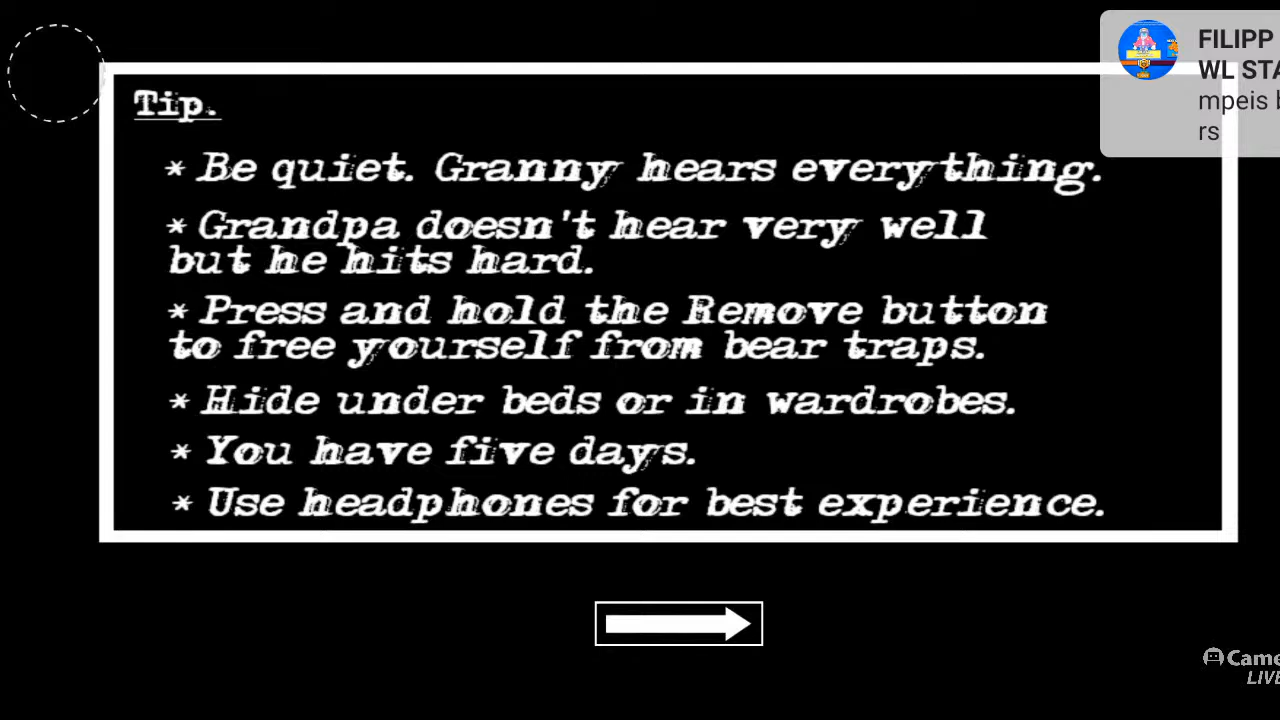 FILIPP
WL STA
mpeis b
rs
Tip.
* Be quiet. Granny hears everything.
* Grandpa doesn't hear very well
but he hits hard.
* Press and hold the Remove button
to free yourself from bear traps.
* Hide under beds or in wardrobes.
* You have five days.
* Use headphones for best experience.
Came
LIVE